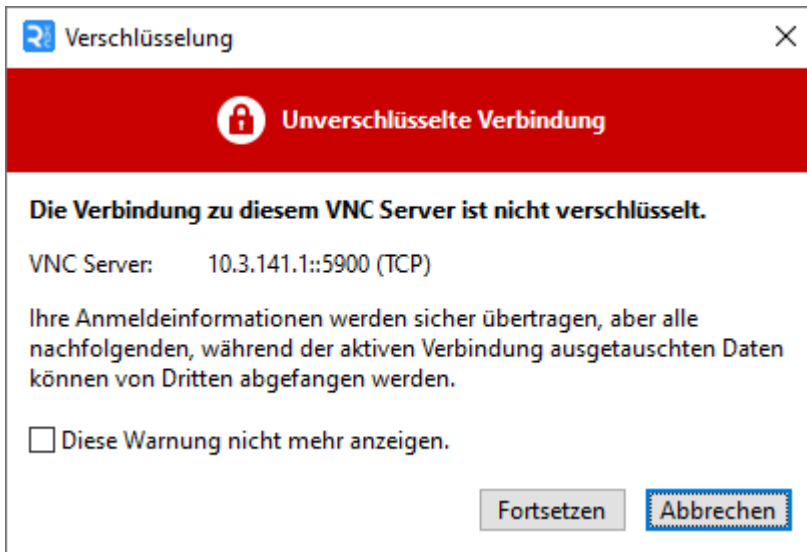 Verschlüsselung
Unverschlüsselte Verbindung
Die Verbindung zu diesem VNC Server ist nicht verschlüsselt.
VNC Server: 10.3.141.1::5900 (TCP)
Ihre Anmeldeinformationen werden sicher übertragen, aber alle
nachfolgenden, während der aktiven Verbindung ausgetauschten Daten
können von Dritten abgefangen werden.
Diese Warnung nicht mehr anzeigen.
Fortsetzen Abbrechen